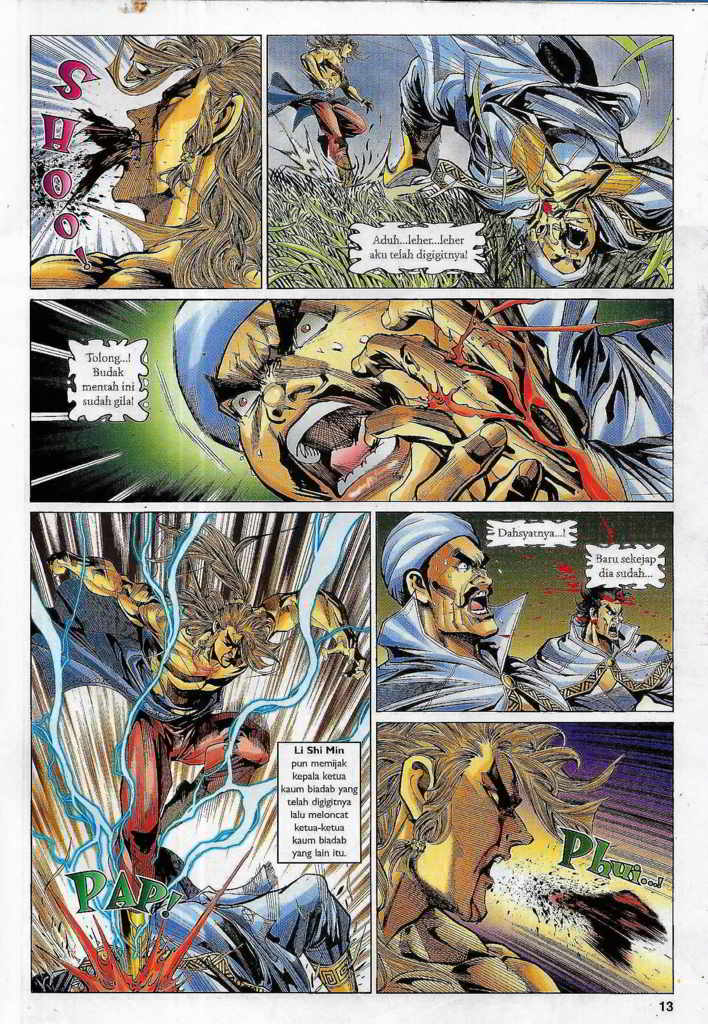 SHOOO!
Aduh...leher...leher
aku telah digigitnya!
Tolong...!
Budak
mentah ini
sudah gila!
Dahsyatnya...!
Baru sekejap
dia sudah...
Li Shi Min
pun memijak
kepala ketua
kaum biadab yang
telah digigitnya
lalu meloncat
ketua-ketua
kaum biadab
yang lain itu.
PAP!
Phui...!
13